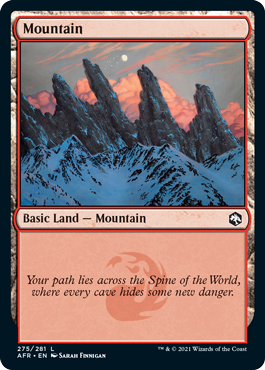 Mountain
Basic Land — Mountain
Your path lies across the Spine of the World,
where every cave hides some new danger.
275/281 L
AFR • EN Sarah Finnigan
™ & © 2021 Wizards of the Coast